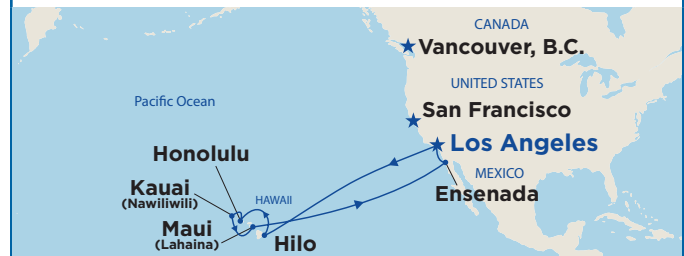 CANADA
Vancouver, B.C.
UNITED STATES
Pacific Ocean
San Francisco
Los Angeles
Honolulu
MEXICO
Kauai
(Nawiliwili)
HAWAII
Ensenada
Maui
(Lahaina)
Hilo